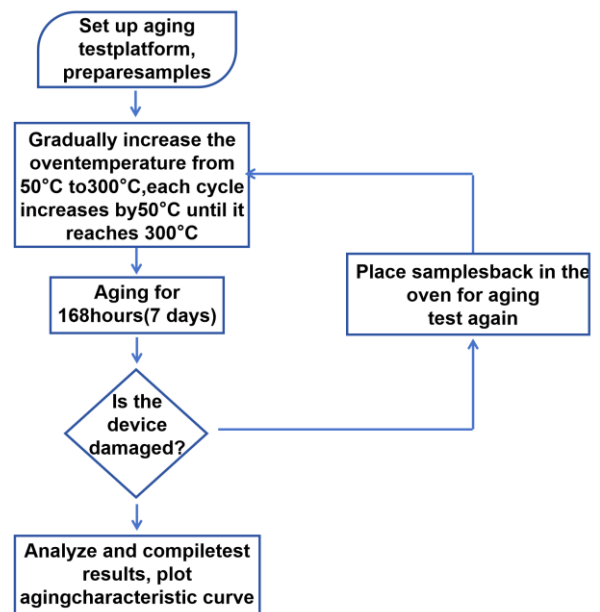 Set up aging
testplatform,
preparesamples
Gradually increase the
oventemperature from
50°C to300°C,each cycle
increases by50°C until it
reaches 300°C
Aging for
168hours(7 days)
Is the
device
damaged?
Place samplesback in the
oven for aging
test again
Analyze and compiletest
results, plot
agingcharacteristic curve